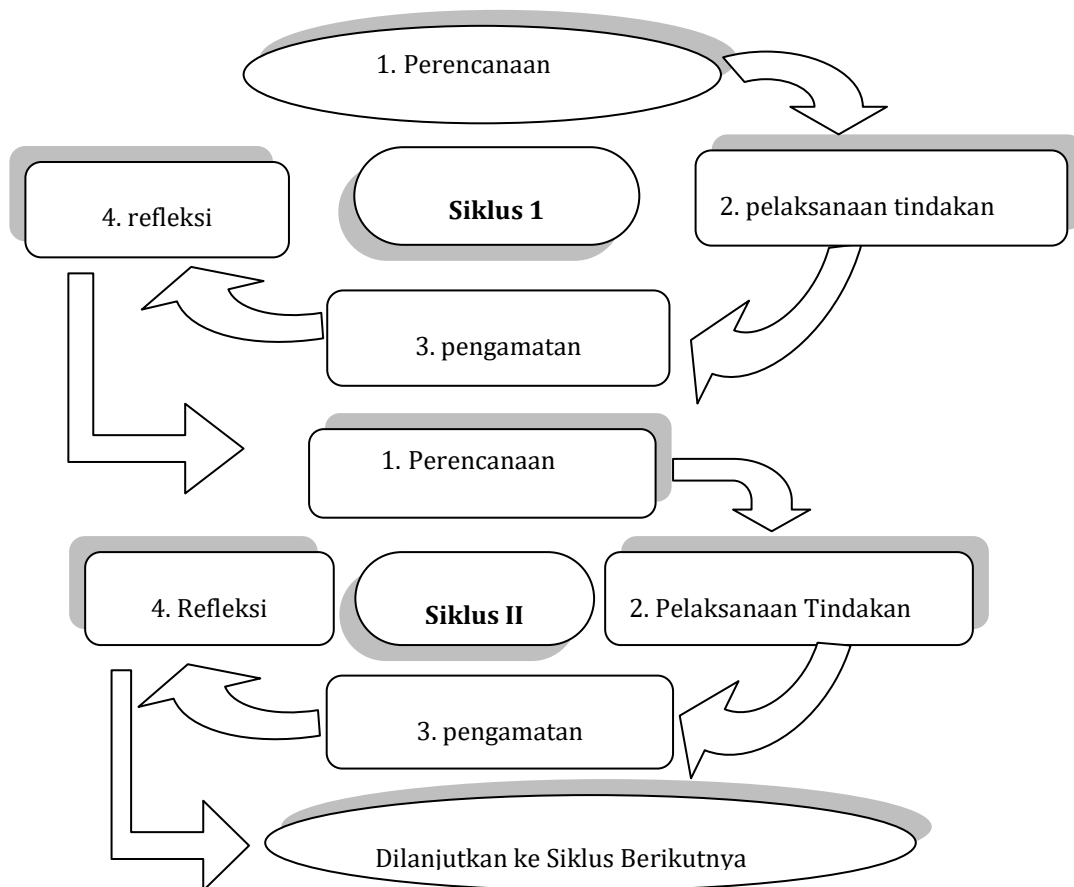 1. Perencanaan
4. refleksi
Siklus 1
2. pelaksanaan tindakan
3. pengamatan
1. Perencanaan
4. Refleksi
Siklus II
2. Pelaksanaan Tindakan
3. pengamatan
Dilanjutkan ke Siklus Berikutnya